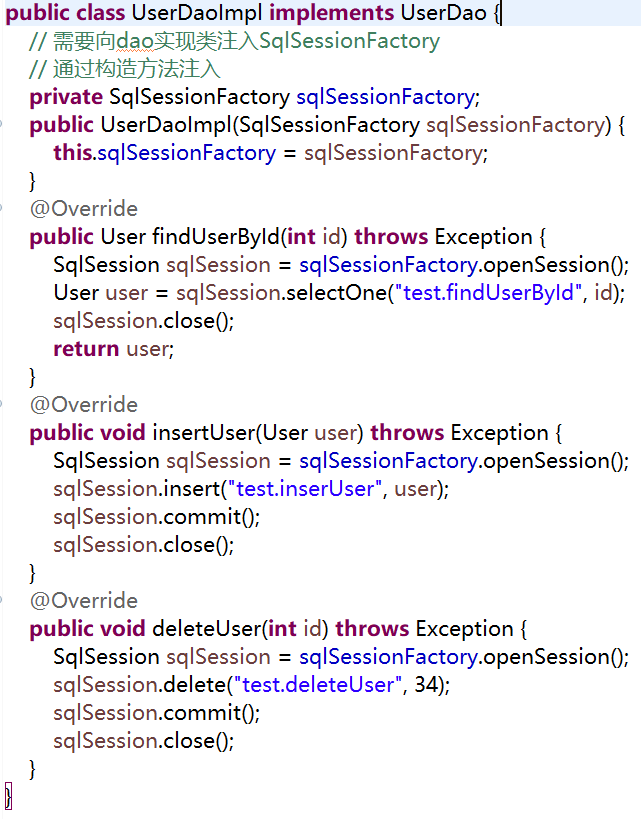 public class UserDaoImpl implements UserDao {
// 需要向dao实现类注入SqlSessionFactory
// 通过构造方法注入
private SqlSessionFactory sqlSessionFactory;
public UserDaoImpl(SqlSessionFactory sqlSessionFactory) {
this.sqlSessionFactory = sqlSessionFactory;
}
@Override
public User findUserById(int id) throws Exception {
SqlSession sqlSession = sqlSessionFactory.openSession();
User user = sqlSession.selectOne("test.findUserById", id);
sqlSession.close();
return user;
}
@Override
public void insertUser(User user) throws Exception {
SqlSession sqlSession = sqlSessionFactory.openSession();
sqlSession.insert("test.inserUser", user);
sqlSession.commit();
sqlSession.close();
}
@Override
public void deleteUser(int id) throws Exception {
SqlSession sqlSession = sqlSessionFactory.openSession();
sqlSession.delete("test.deleteUser", 34);
sqlSession.commit();
sqlSession.close();
}
}